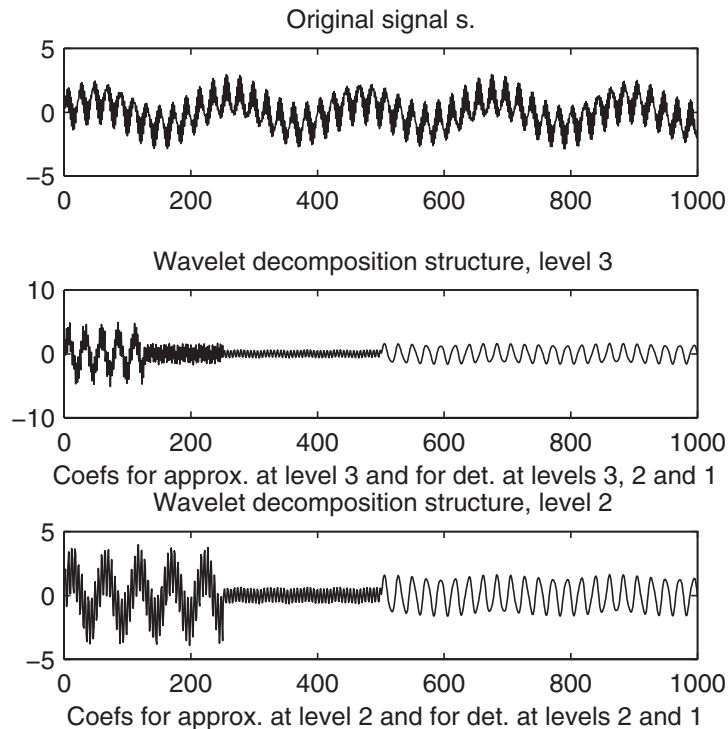 Original signal s.
5
0
−5
0 200 400 600 800 1000
Wavelet decomposition structure, level 3
10
0
−10
0 200 400 600 800 1000
Coefs for approx. at level 3 and for det. at levels 3, 2 and 1
Wavelet decomposition structure, level 2
5
0
−5
0 200 400 600 800 1000
Coefs for approx. at level 2 and for det. at levels 2 and 1